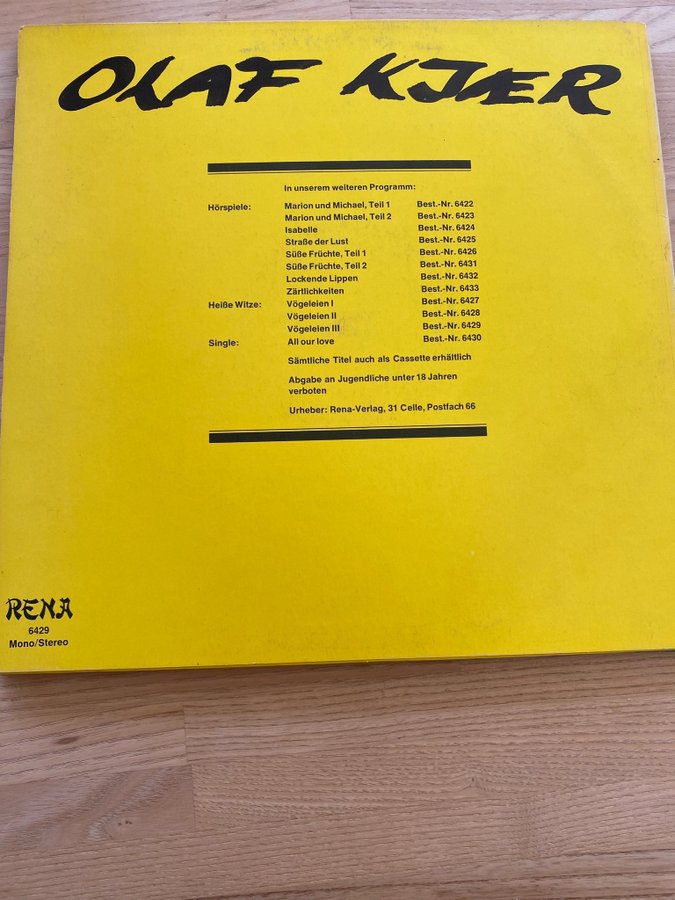 OLAF KJÆR
In unserem weiteren Programm:
Hörspiele: Marion und Michael, Teil 1 Best.-Nr. 6422
Marion und Michael, Teil 2 Best.-Nr. 6423
Isabelle Best.-Nr. 6424
Straße der Lust Best.-Nr. 6425
Süße Früchte, Teil 1 Best.-Nr. 6426
Süße Früchte, Teil 2 Best.-Nr. 6431
Lockende Lippen Best.-Nr. 6432
Zärtlichkeiten Best.-Nr. 6433
Heiße Witze: Vögeleien I Best.-Nr. 6427
Vögeleien II Best.-Nr. 6428
Vögeleien III Best.-Nr. 6429
Single: All our love Best.-Nr. 6430
Sämtliche Titel auch als Cassette erhältlich
Abgabe an Jugendliche unter 18 Jahren
verboten
Urheber: Rena-Verlag, 31 Celle, Postfach 66
RENA
6429
Mono/Stereo